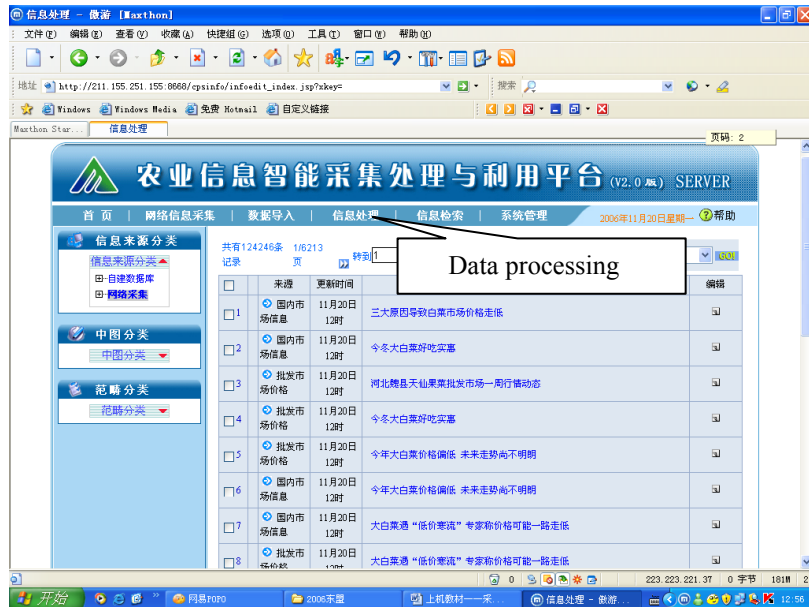 信息处理 - 傲游 [Maxthon]
文件(F) 编辑(E) 查看(V) 收藏(A) 快捷组(G) 选项(O) 工具(T) 窗口(W) 帮助(H)
地址 http://211.155.251.155:8668/cpsinfo/infoedit_index.jsp?xkey= 搜索
Windows Windows Media 免费 Hotmail 自定义链接
Maxthon Star... 信息处理
页码: 2
农业信息智能采集处理与利用平台 (V2.0版) SERVER
首 页 | 网络信息采集 | 数据导入 | 信息处理 | 信息检索 | 系统管理 2006年11月20日星期一 帮助
信息来源分类
信息来源分类
自建数据库
网络采集
中图分类
中图分类
范畴分类
范畴分类
共有124246条记录 1/6213页 转到 1 GO!
Data processing
来源 更新时间 编辑
1 国内市场信息 11月20日12时 三大原因导致白菜市场价格走低
2 国内市场信息 11月20日12时 今冬大白菜好吃实惠
3 批发市场价格 11月20日12时 河北魏县天仙果菜批发市场一周行情动态
4 批发市场价格 11月20日12时 今冬大白菜好吃实惠
5 批发市场价格 11月20日12时 今年大白菜价格偏低 未来走势尚不明朗
6 国内市场信息 11月20日12时 今年大白菜价格偏低 未来走势尚不明朗
7 国内市场信息 11月20日12时 大白菜遇“低价寒流”专家称价格可能一路走低
8 批发市场价格 11月20日12时 大白菜遇“低价寒流”专家称价格可能一路走低
0 223.223.221.37 0 字节 181M 2
开始 网易POPO 2006东盟 上机教材——采... 信息处理 - 傲游... 12:56